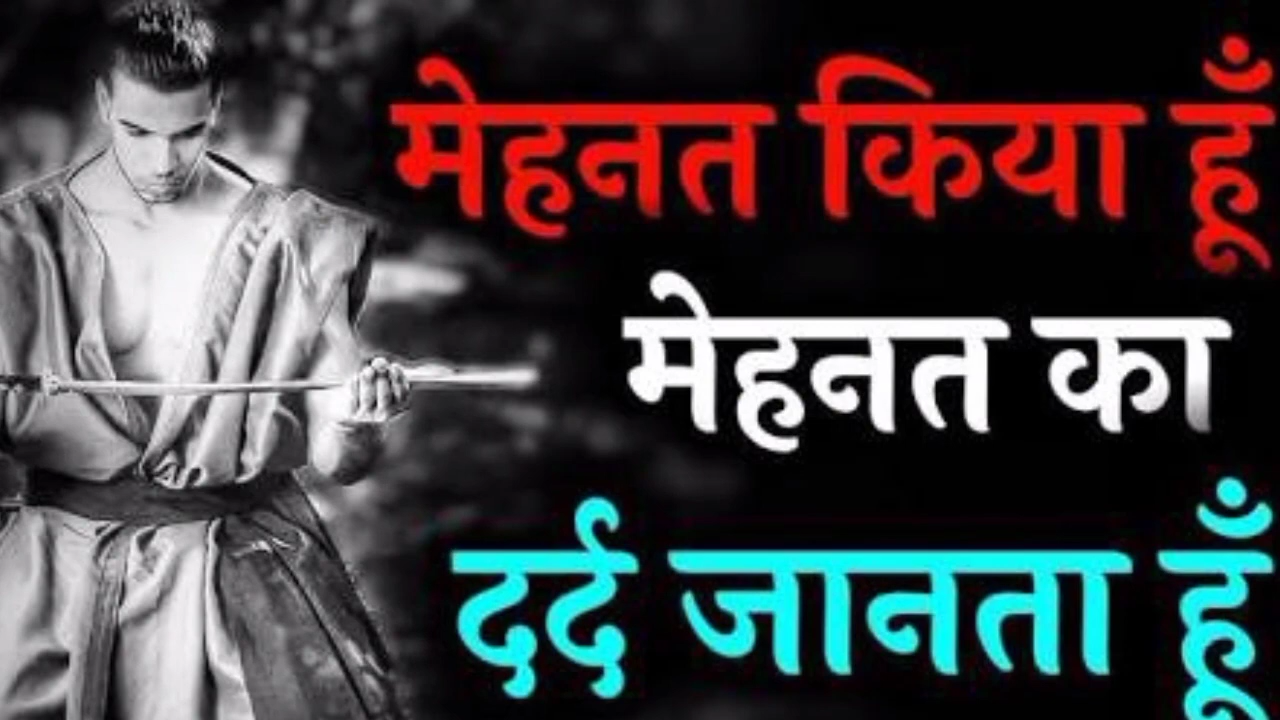 मेहनत किया हूँ
मेहनत का
दर्द जानता हूँ